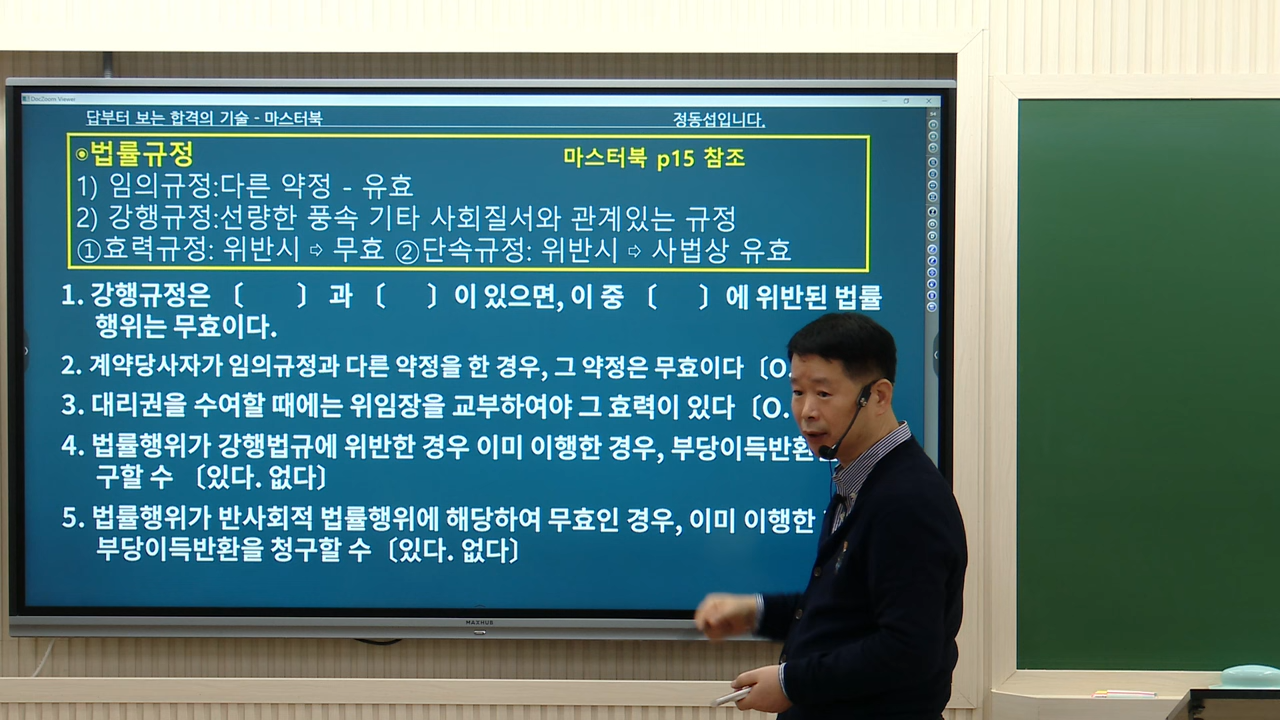 DocZoom Viewer
답부터 보는 합격의 기술 - 마스터북 정동섭입니다.
◉법률규정 마스터북 p15 참조
1) 임의규정:다른 약정 - 유효
2) 강행규정:선량한 풍속 기타 사회질서와 관계있는 규정
①효력규정: 위반시 ⇨ 무효 ②단속규정: 위반시 ⇨ 사법상 유효
1. 강행규정은 〔 〕 과 〔 〕이 있으면, 이 중 〔 〕에 위반된 법률
행위는 무효이다.
2. 계약당사자가 임의규정과 다른 약정을 한 경우, 그 약정은 무효이다〔O.
3. 대리권을 수여할 때에는 위임장을 교부하여야 그 효력이 있다〔O.
4. 법률행위가 강행법규에 위반한 경우 이미 이행한 경우, 부당이득반환
구할 수 〔있다. 없다〕
5. 법률행위가 반사회적 법률행위에 해당하여 무효인 경우, 이미 이행한
부당이득반환을 청구할 수〔있다. 없다〕
MAXHUB